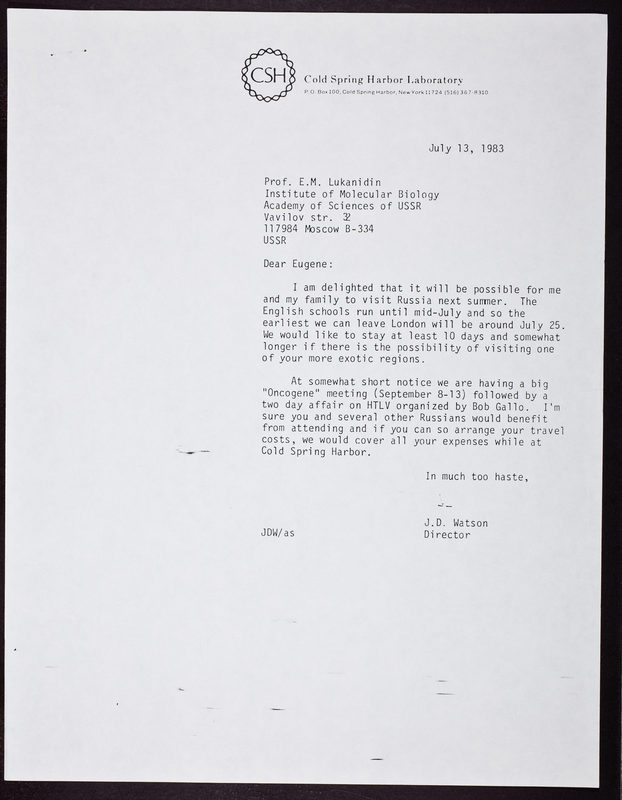 CSH
Cold Spring Harbor Laboratory
P.O. Box 100, Cold Spring Harbor, New York 11724 (516) 367-8310
July 13, 1983
Prof. E.M. Lukanidin
Institute of Molecular Biology
Academy of Sciences of USSR
Vavilov str. 32
117984 Moscow B-334
USSR
Dear Eugene:
I am delighted that it will be possible for me
and my family to visit Russia next summer. The
English schools run until mid-July and so the
earliest we can leave London will be around July 25.
We would like to stay at least 10 days and somewhat
longer if there is the possibility of visiting one
of your more exotic regions.
At somewhat short notice we are having a big
"Oncogene" meeting (September 8-13) followed by a
two day affair on HTLV organized by Bob Gallo. I'm
sure you and several other Russians would benefit
from attending and if you can so arrange your travel
costs, we would cover all your expenses while at
Cold Spring Harbor.
In much too haste,
J.D. Watson
JDW/as
Director